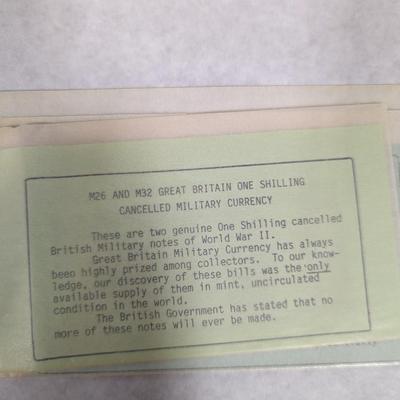 M26 AND M32 GREAT BRITAIN ONE SHILLING
CANCELLED MILITARY CURRENCY
These are two genuine One Shilling cancelled
British Military notes of World War II.
Great Britain Military Currency has always
been highly prized among collectors. To our know-
ledge, our discovery of these bills was the only
available supply of them in mint, uncirculated
condition in the world.
The British Government has stated that no
more of these notes will ever be made.